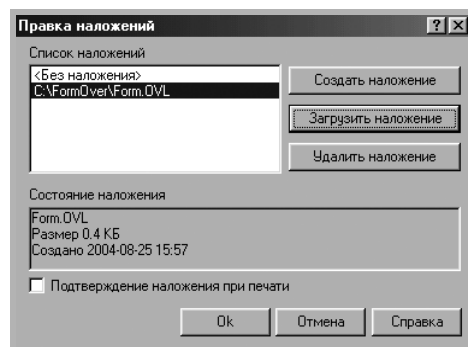 Правка наложений
Список наложений
<Без наложения>
C:\FormOver\Form.OVL
Создать наложение
Загрузить наложение
Удалить наложение
Состояние наложения
Form.OVL
Размер 0.4 КБ
Создано 2004-08-25 15:57
Подтверждение наложения при печати
Ok
Отмена
Справка